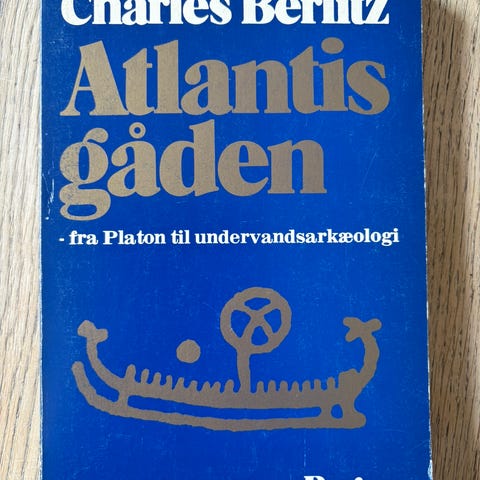 Charles Berlitz
Atlantis
gåden
- fra Platon til undervandsarkæologi